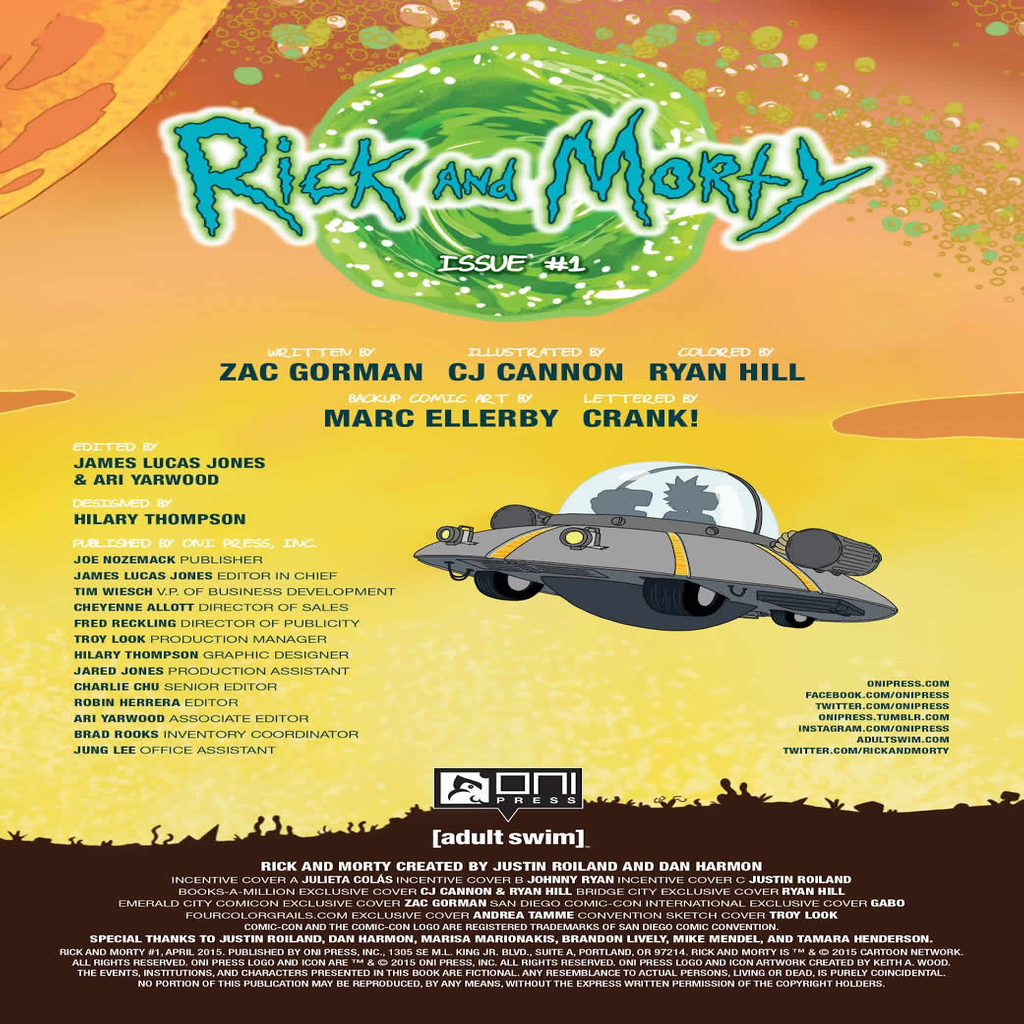 RICK AND MORTY
ISSUE #1
WRITTEN BY ILLUSTRATED BY COLORED BY
ZAC GORMAN CJ CANNON RYAN HILL
BACKUP COMIC ART BY LETTERED BY
MARC ELLERBY CRANK!
EDITED BY
JAMES LUCAS JONES
& ARI YARWOOD
DESIGNED BY
HILARY THOMPSON
PUBLISHED BY ONI PRESS, INC.
JOE NOZEMACK PUBLISHER
JAMES LUCAS JONES EDITOR IN CHIEF
TIM WIESCH V.P. OF BUSINESS DEVELOPMENT
CHEYENNE ALLOTT DIRECTOR OF SALES
FRED RECKLING DIRECTOR OF PUBLICITY
TROY LOOK PRODUCTION MANAGER
HILARY THOMPSON GRAPHIC DESIGNER
JARED JONES PRODUCTION ASSISTANT
CHARLIE CHU SENIOR EDITOR
ROBIN HERRERA EDITOR
ARI YARWOOD ASSOCIATE EDITOR
BRAD ROOKS INVENTORY COORDINATOR
JUNG LEE OFFICE ASSISTANT
ONIPRESS.COM
FACEBOOK.COM/ONIPRESS
TWITTER.COM/ONIPRESS
ONIPRESS.TUMBLR.COM
INSTAGRAM.COM/ONIPRESS
ADULTSWIM.COM
TWITTER.COM/RICKANDMORTY
ONI
PRESS
[adult swim]™
RICK AND MORTY CREATED BY JUSTIN ROILAND AND DAN HARMON
INCENTIVE COVER A JULIETA COLÁS INCENTIVE COVER B JOHNNY RYAN INCENTIVE COVER C JUSTIN ROILAND
BOOKS-A-MILLION EXCLUSIVE COVER CJ CANNON & RYAN HILL BRIDGE CITY EXCLUSIVE COVER RYAN HILL
EMERALD CITY COMICON EXCLUSIVE COVER ZAC GORMAN SAN DIEGO COMIC-CON INTERNATIONAL EXCLUSIVE COVER GABO
FOURCOLORGRAILS.COM EXCLUSIVE COVER ANDREA TAMME CONVENTION SKETCH COVER TROY LOOK
COMIC-CON AND THE COMIC-CON LOGO ARE REGISTERED TRADEMARKS OF SAN DIEGO COMIC CONVENTION.
SPECIAL THANKS TO JUSTIN ROILAND, DAN HARMON, MARISA MARIONAKIS, BRANDON LIVELY, MIKE MENDEL, AND TAMARA HENDERSON.
RICK AND MORTY #1, APRIL 2015. PUBLISHED BY ONI PRESS, INC., 1305 SE M.L. KING JR. BLVD., SUITE A, PORTLAND, OR 97214. RICK AND MORTY IS ™ & © 2015 CARTOON NETWORK.
ALL RIGHTS RESERVED. ONI PRESS LOGO AND ICON ARE ™ & © 2015 ONI PRESS, INC. ALL RIGHTS RESERVED. ONI PRESS LOGO AND ICON ARTWORK CREATED BY KEITH A. WOOD.
THE EVENTS, INSTITUTIONS, AND CHARACTERS PRESENTED IN THIS BOOK ARE FICTIONAL. ANY RESEMBLANCE TO ACTUAL PERSONS, LIVING OR DEAD, IS PURELY COINCIDENTAL.
NO PORTION OF THIS PUBLICATION MAY BE REPRODUCED, BY ANY MEANS, WITHOUT THE EXPRESS WRITTEN PERMISSION OF THE COPYRIGHT HOLDERS.